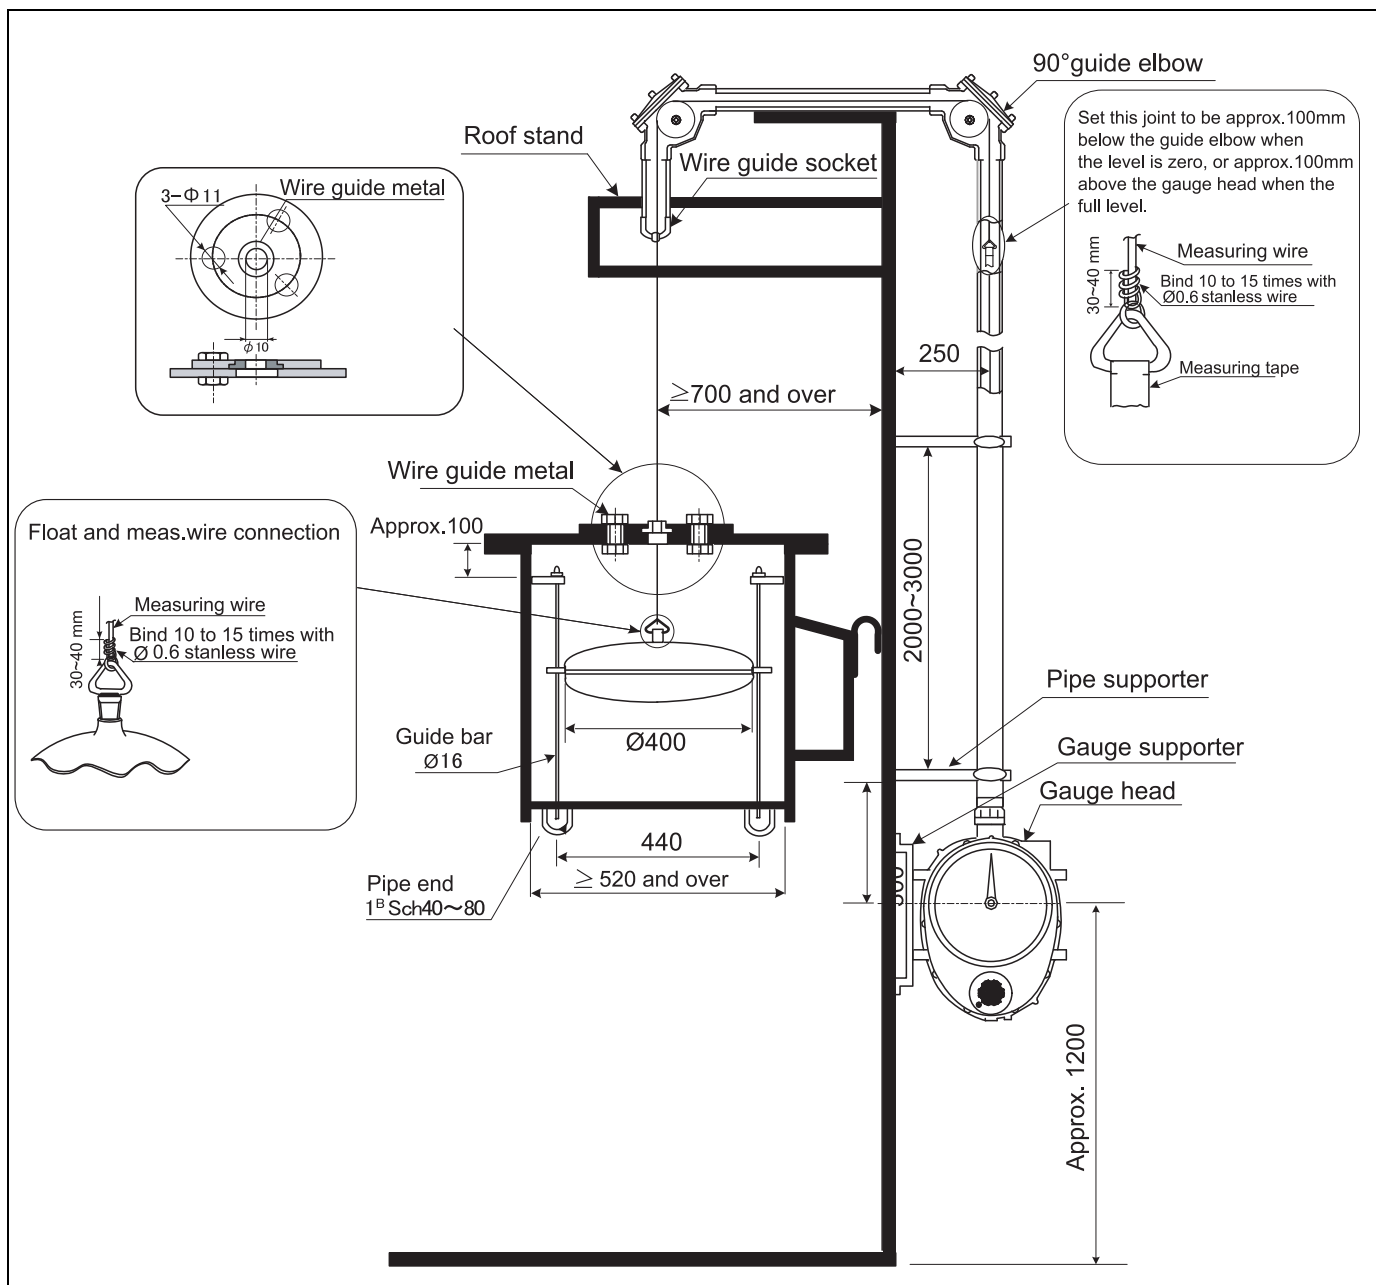 90°guide elbow
Set this joint to be approx.100mm
below the guide elbow when
the level is zero, or approx.100mm
above the gauge head when the
full level.
Measuring wire
Bind 10 to 15 times with
Ø0.6 stanless wire
30~40 mm
Measuring tape
Roof stand
Wire guide socket
Wire guide metal
3-Φ11
ϕ10
250
≥700 and over
Wire guide metal
Approx.100
Float and meas.wire connection
Measuring wire
Bind 10 to 15 times with
Ø 0.6 stanless wire
30~40 mm
2000~3000
Pipe supporter
Guide bar
Ø16
Ø400
Gauge supporter
Gauge head
440
≥ 520 and over
Pipe end
1ᴮ Sch40~80
Approx. 1200